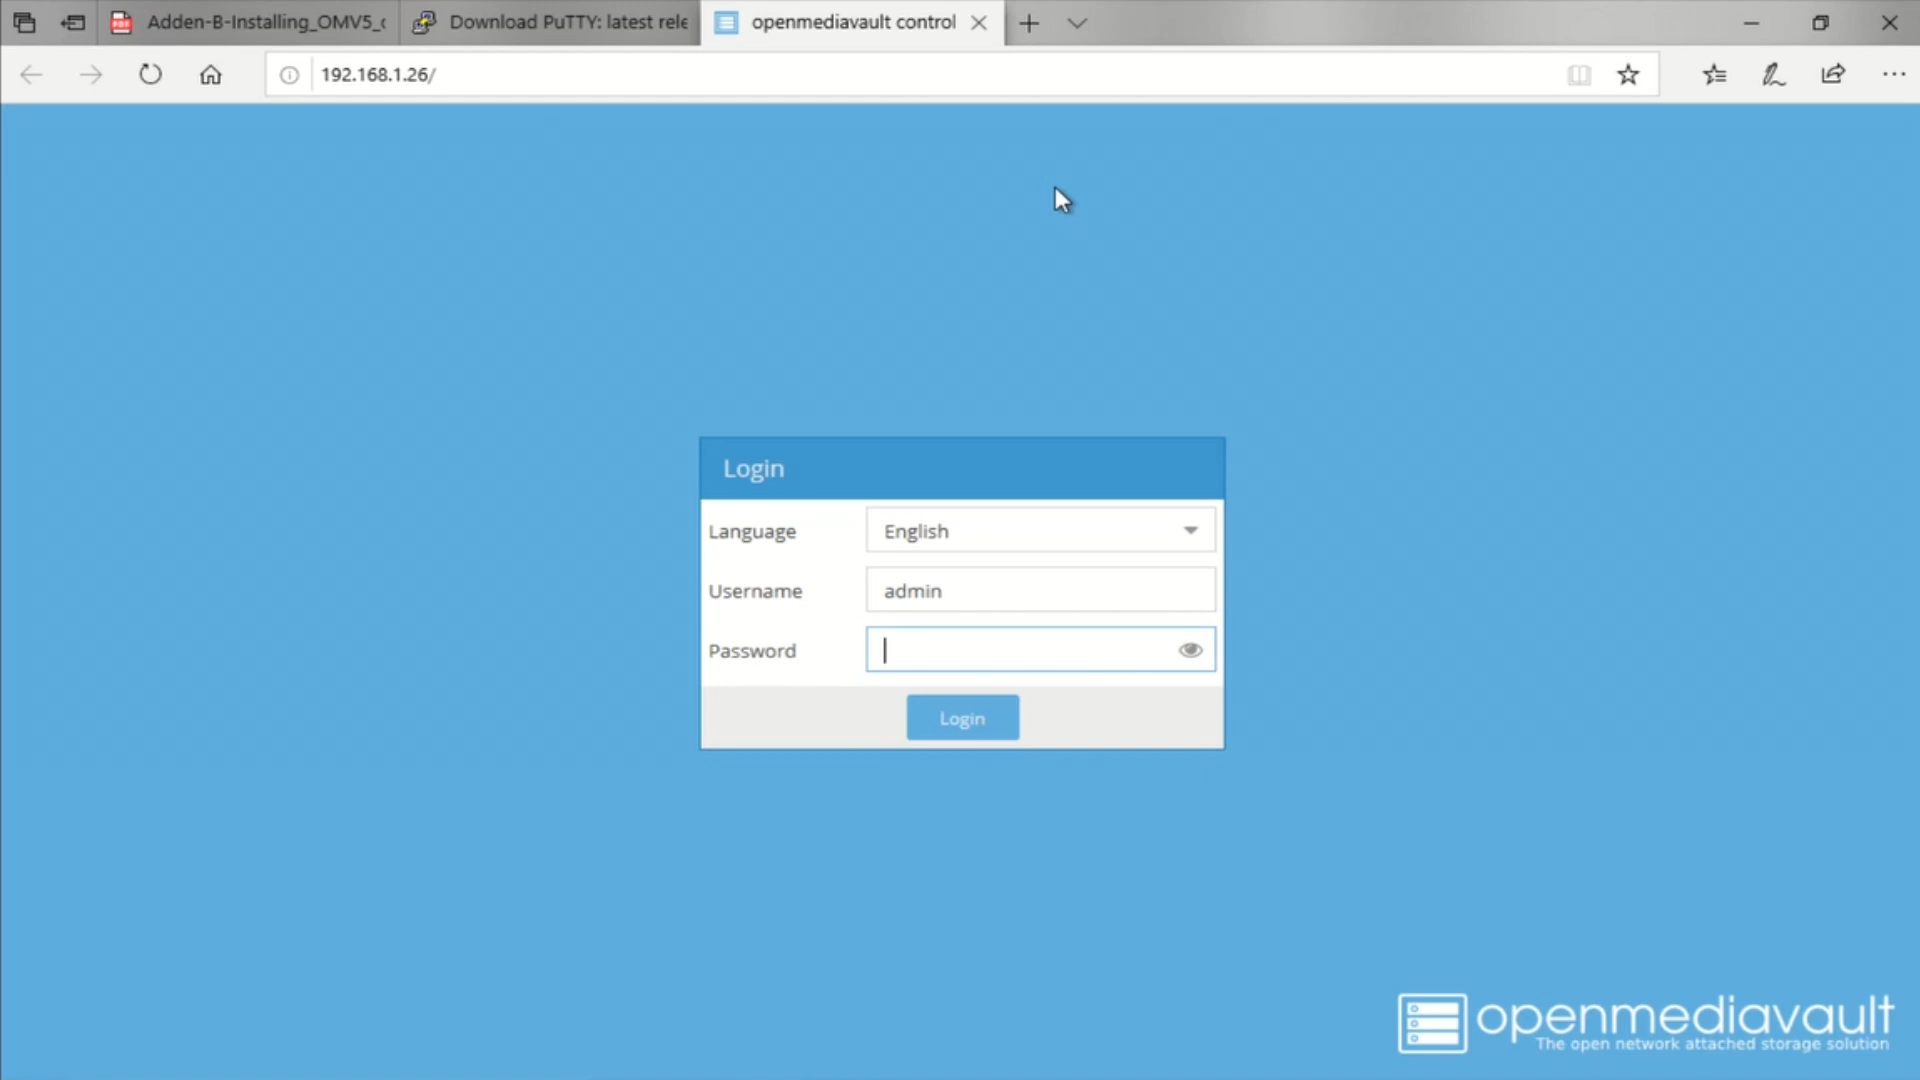 Adden-B-Installing_OMV5_
Download PuTTY: latest rele
openmediavault control
192.168.1.26/
Login
Language English
Username admin
Password
Login
openmediavault
The open network attached storage solution